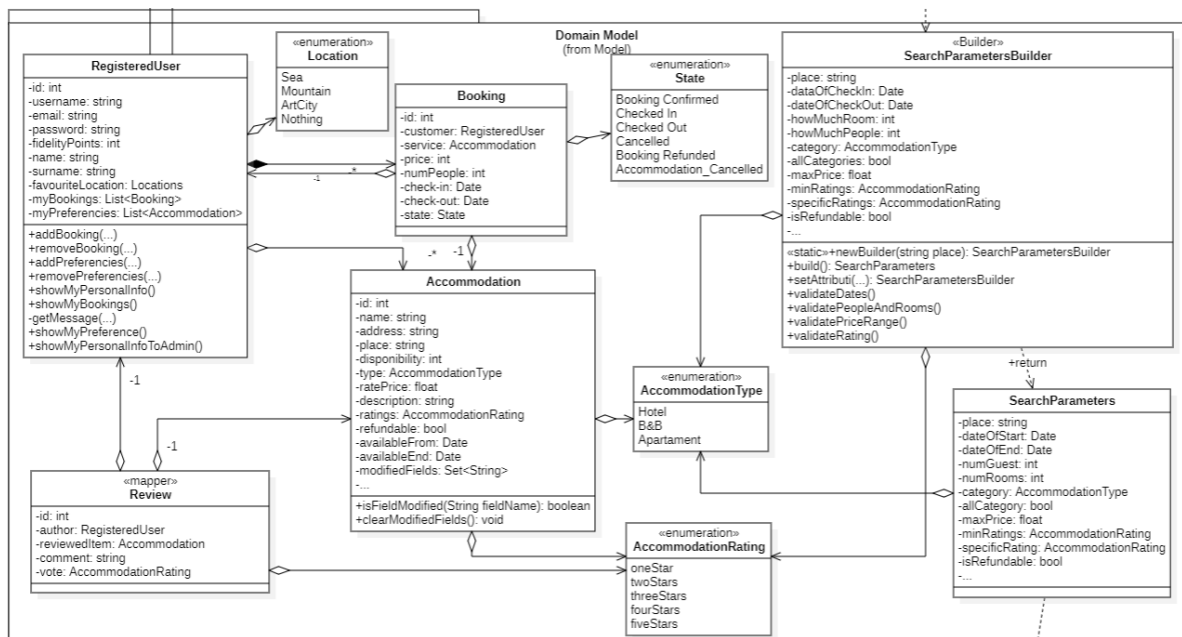 Domain Model
(from Model)
RegisteredUser
-id: int
-username: string
-email: string
-password: string
-fidelityPoints: int
-name: string
-surname: string
-favouriteLocation: Locations
-myBookings: List<Booking>
-myPreferencies: List<Accommodation>
+addBooking(...)
+removeBooking(...)
+addPreferencies(...)
+removePreferencies(...)
+showMyPersonalInfo()
+showMyBookings()
-getMessage(...)
+showMyPreference()
+showMyPersonalInfoToAdmin()
«enumeration»
Location
Sea
Mountain
ArtCity
Nothing
Booking
-id: int
-customer: RegisteredUser
-service: Accommodation
-price: int
-numPeople: int
-check-in: Date
-check-out: Date
-state: State
«enumeration»
State
Booking Confirmed
Checked In
Checked Out
Cancelled
Booking Refunded
Accommodation_Cancelled
«Builder»
SearchParametersBuilder
-place: string
-dataOfCheckIn: Date
-dateOfCheckOut: Date
-howMuchRoom: int
-howMuchPeople: int
-category: AccommodationType
-allCategories: bool
-maxPrice: float
-minRatings: AccommodationRating
-specificRatings: AccommodationRating
-isRefundable: bool
-...
«static»+newBuilder(string place): SearchParametersBuilder
+build(): SearchParameters
+setAttributi(...): SearchParametersBuilder
+validateDates()
+validatePeopleAndRooms()
+validatePriceRange()
+validateRating()
-*
-1
-*
-1
Accommodation
-id: int
-name: string
-address: string
-place: string
-disponibility: int
-type: AccommodationType
-ratePrice: float
-description: string
-ratings: AccommodationRating
-refundable: bool
-availableFrom: Date
-availableEnd: Date
-modifiedFields: Set<String>
-...
+isFieldModified(String fieldName): boolean
+clearModifiedFields(): void
+return
-1
-1
«enumeration»
AccommodationType
Hotel
B&B
Apartament
SearchParameters
-place: string
-dateOfStart: Date
-dateOfEnd: Date
-numGuest: int
-numRooms: int
-category: AccommodationType
-allCategory: bool
-maxPrice: float
-minRatings: AccommodationRating
-specificRating: AccommodationRating
-isRefundable: bool
-...
«mapper»
Review
-id: int
-author: RegisteredUser
-reviewedItem: Accommodation
-comment: string
-vote: AccommodationRating
«enumeration»
AccommodationRating
oneStar
twoStars
threeStars
fourStars
fiveStars